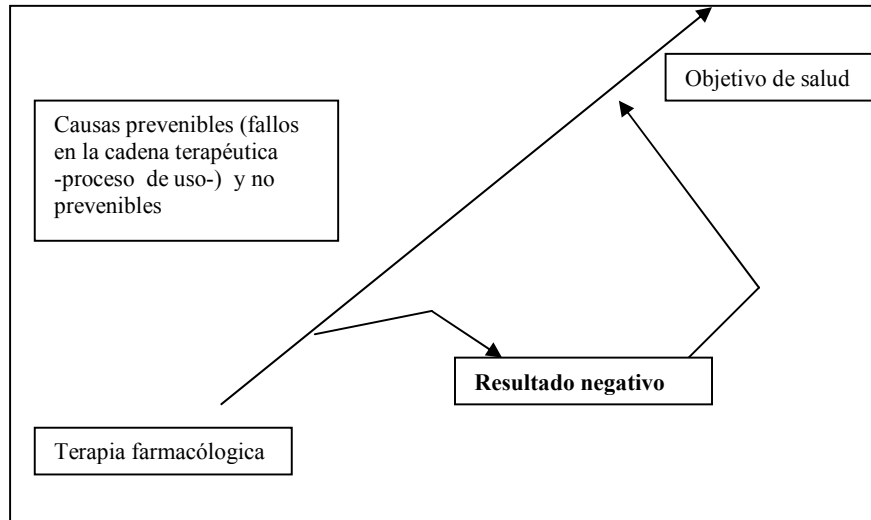 Objetivo de salud
Causas prevenibles (fallos
en la cadena terapéutica
-proceso de uso-) y no
prevenibles
Resultado negativo
Terapia farmacólogica